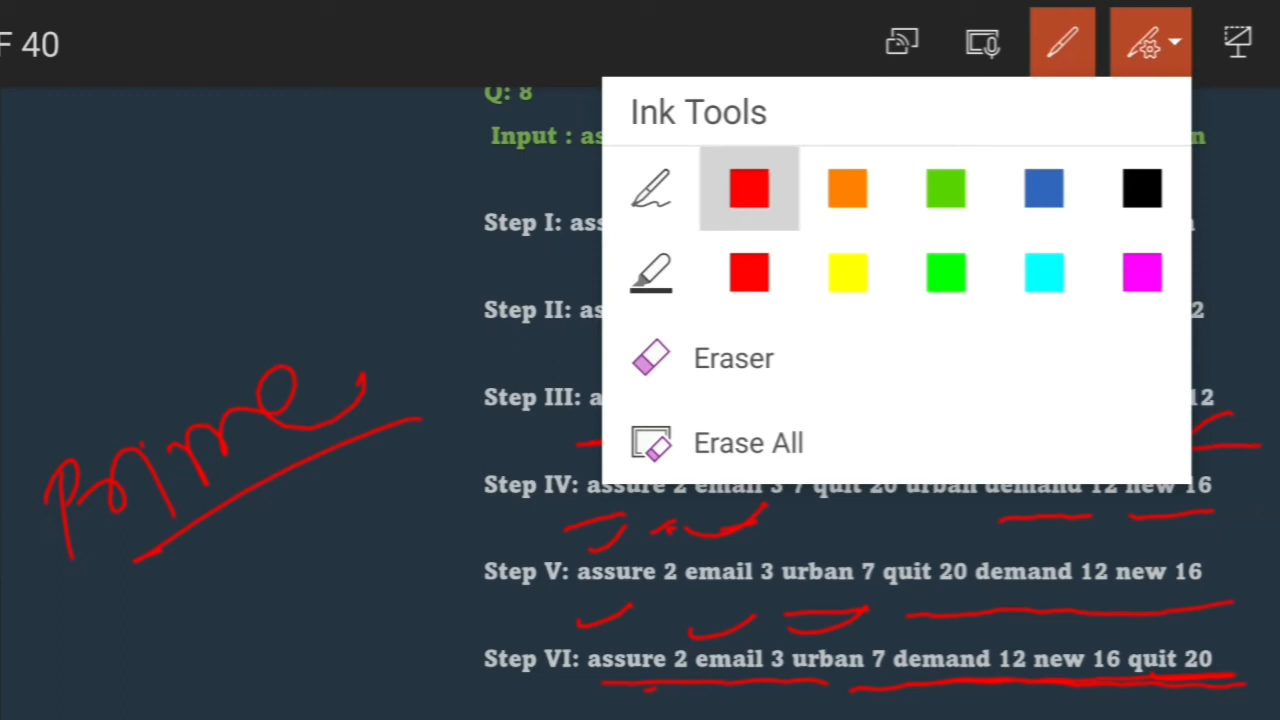 F 40
Q: 8
Ink Tools
Input : as n
Step I: ass
Step II: as 2
Eraser
Step III: a 12
Erase All
Step IV: assure 2 email 3 7 quit 20 urban demand 12 new 16
Prime
Step V: assure 2 email 3 urban 7 quit 20 demand 12 new 16
Step VI: assure 2 email 3 urban 7 demand 12 new 16 quit 20